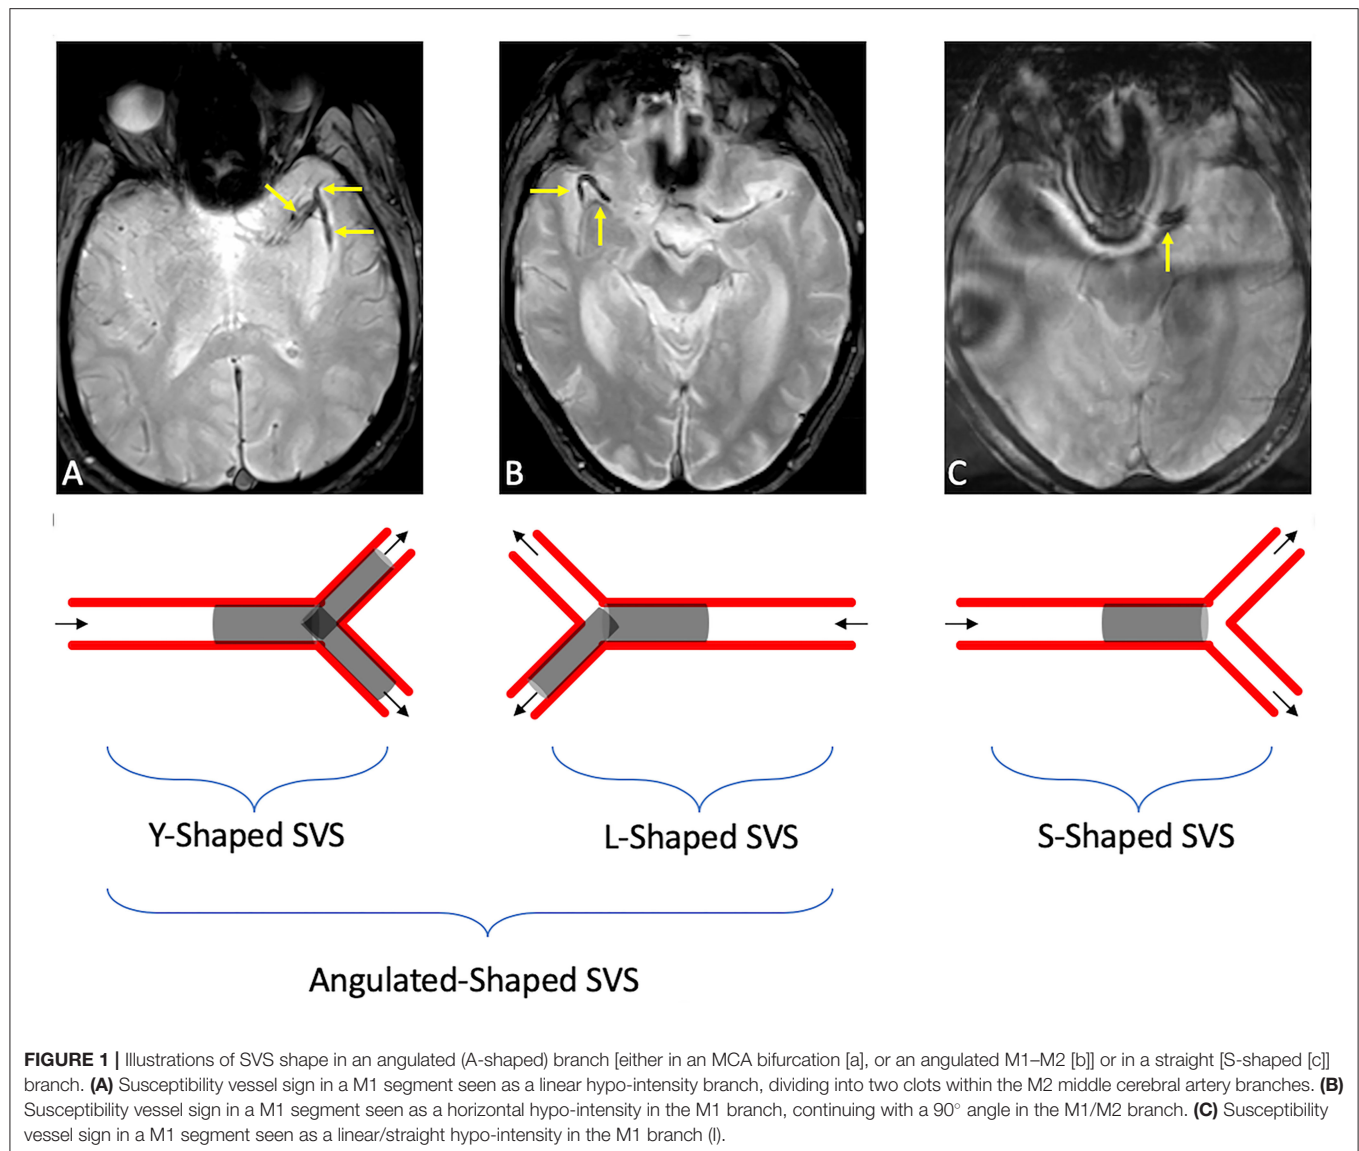 A
B
C
Y-Shaped SVS
L-Shaped SVS
S-Shaped SVS
Angulated-Shaped SVS
FIGURE 1 | Illustrations of SVS shape in an angulated (A-shaped) branch [either in an MCA bifurcation [a], or an angulated M1–M2 [b]] or in a straight [S-shaped [c]]
branch. (A) Susceptibility vessel sign in a M1 segment seen as a linear hypo-intensity branch, dividing into two clots within the M2 middle cerebral artery branches. (B)
Susceptibility vessel sign in a M1 segment seen as a horizontal hypo-intensity in the M1 branch, continuing with a 90° angle in the M1/M2 branch. (C) Susceptibility
vessel sign in a M1 segment seen as a linear/straight hypo-intensity in the M1 branch (I).